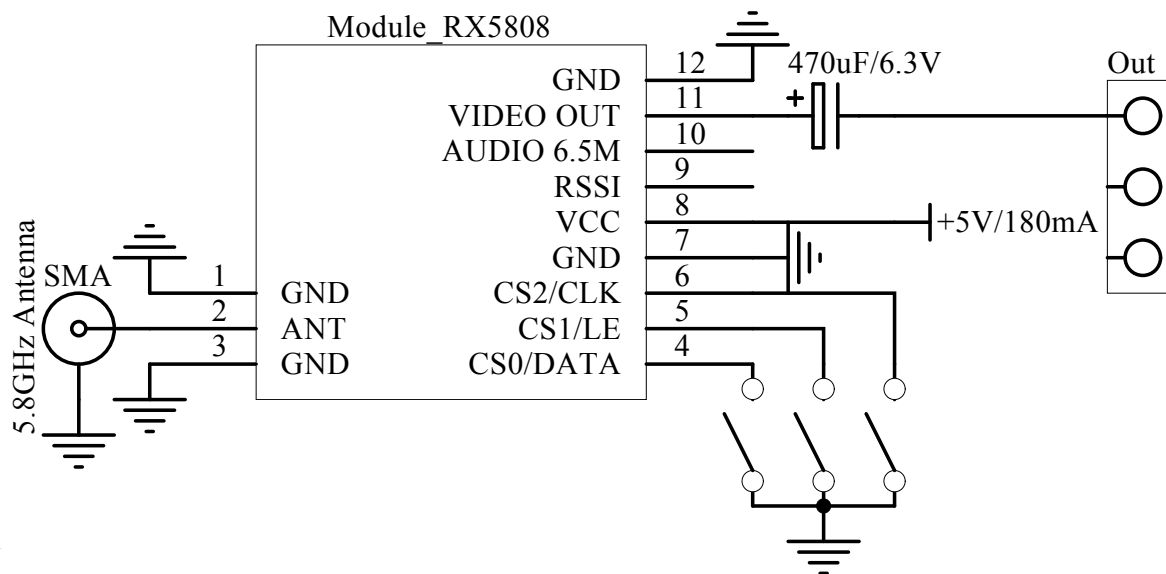 Module_RX5808
GND 12
470uF/6.3V
Out
VIDEO OUT 11
+
AUDIO 6.5M 10
RSSI 9
VCC 8
+5V/180mA
GND 7
CS2/CLK 6
CS1/LE 5
CS0/DATA 4
5.8GHz Antenna
SMA
1 GND
2 ANT
3 GND